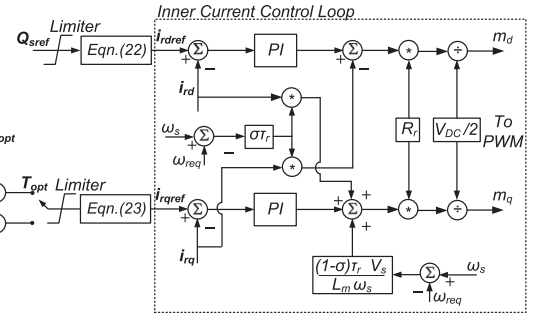 Inner Current Control Loop
Limiter
Q_sref
Eqn.(22)
i_rdref
Σ
+
−
PI
Σ
+
−
*
÷
m_d
i_rd
*
ω_s
+
Σ
−
ω_req
στ_r
*
R_r
V_DC/2
To
PWM
opt
T_opt
Limiter
Eqn.(23)
i_rqref
Σ
+
−
PI
+
+
Σ
+
*
÷
m_q
i_rq
(1-σ)τ_r V_s
L_m ω_s
Σ
+
−
ω_s
ω_req